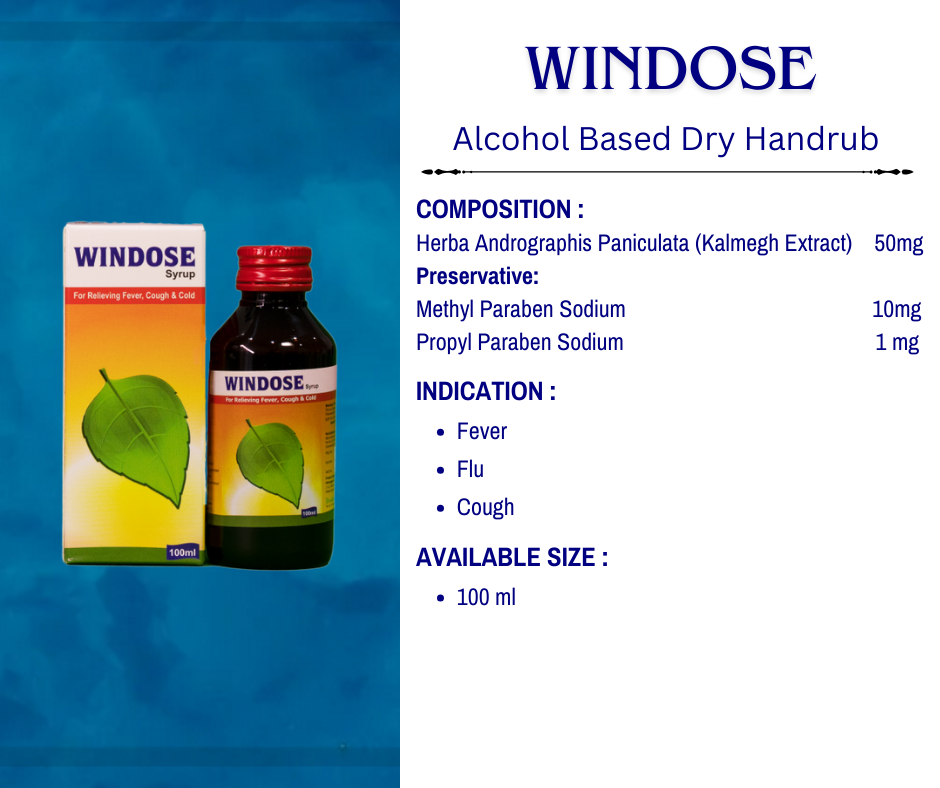 WINDOSE
Syrup
For Relieving Fever, Cough & Cold
100ml
WINDOSE Syrup
For Relieving Fever, Cough & Cold
100ml
WINDOSE
Alcohol Based Dry Handrub
COMPOSITION :
Herba Andrographis Paniculata (Kalmegh Extract) 50mg
Preservative:
Methyl Paraben Sodium 10mg
Propyl Paraben Sodium 1 mg
INDICATION :
• Fever
• Flu
• Cough
AVAILABLE SIZE :
• 100 ml